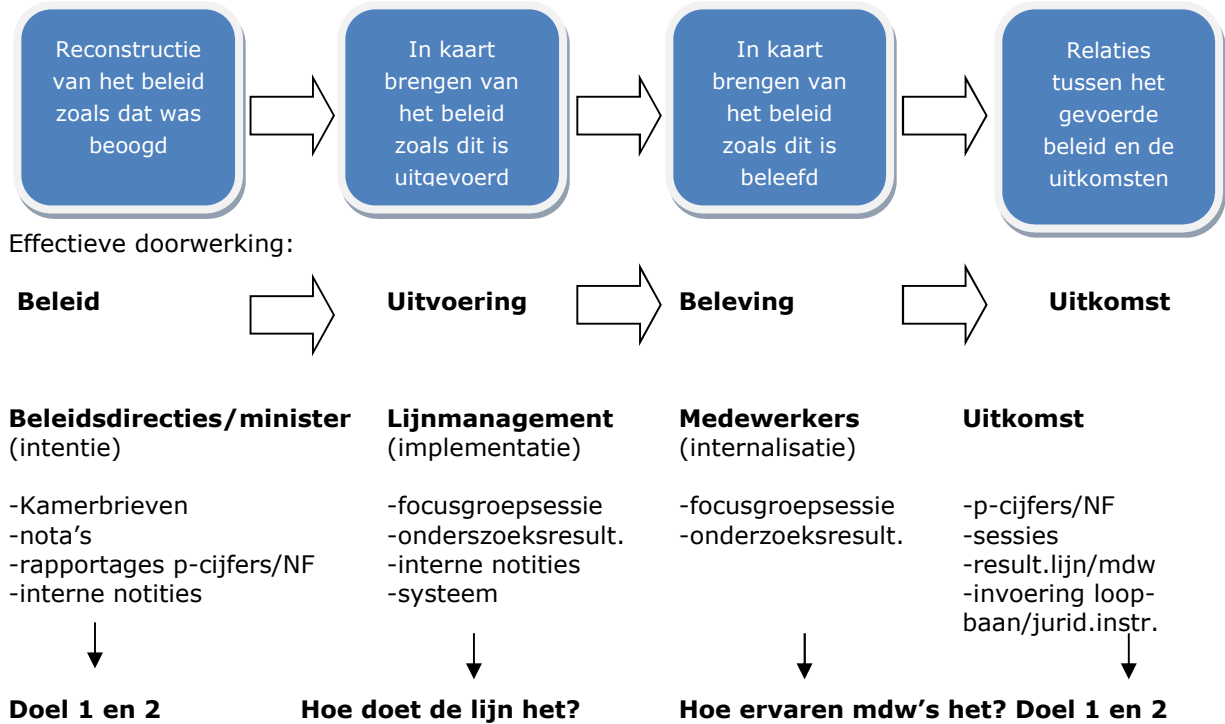 Reconstructie
van het beleid
zoals dat was
beoogd
In kaart
brengen van
het beleid
zoals dit is
uitgevoerd
In kaart
brengen van
het beleid
zoals dit is
beleefd
Relaties
tussen het
gevoerde
beleid en de
uitkomsten
Effectieve doorwerking:
Beleid
Uitvoering
Beleving
Uitkomst
Beleidsdirecties/minister
(intentie)
-Kamerbrieven
-nota’s
-rapportages p-cijfers/NF
-interne notities
Lijnmanagement
(implementatie)
-focusgroepsessie
-onderszoeksresult.
-interne notities
-systeem
Medewerkers
(internalisatie)
-focusgroepsessie
-onderzoeksresult.
Uitkomst
-p-cijfers/NF
-sessies
-result.lijn/mdw
-invoering loop-
baan/jurid.instr.
Doel 1 en 2
Hoe doet de lijn het?
Hoe ervaren mdw's het?
Doel 1 en 2